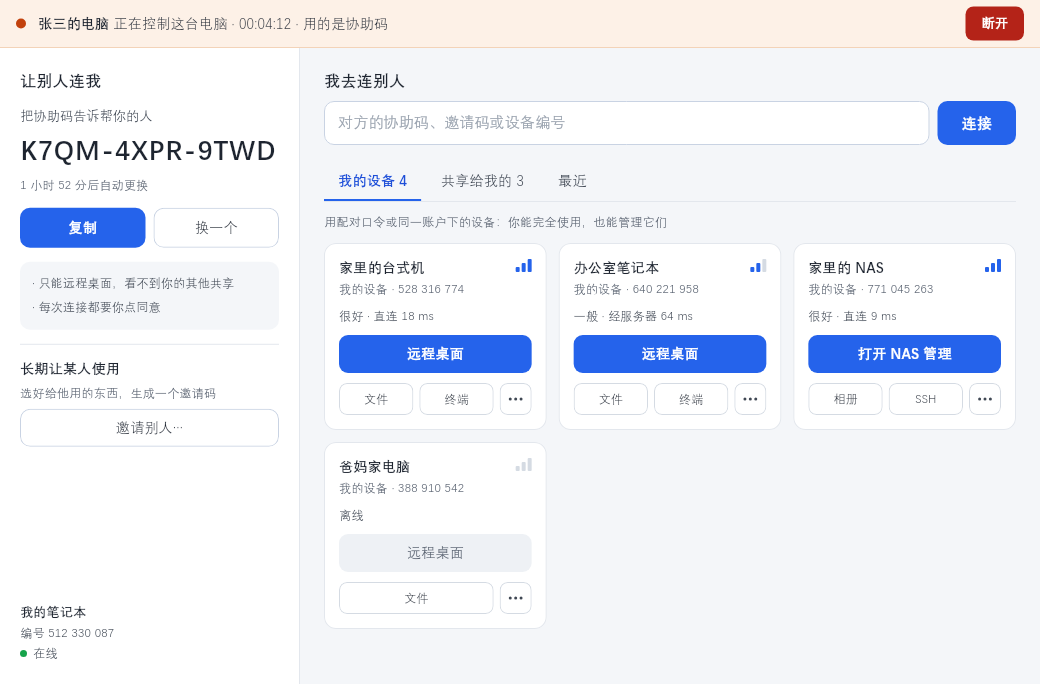 张三的电脑 正在控制这台电脑 · 00:04:12 · 用的是协助码
断开
让别人连我
把协助码告诉帮你的人
K7QM-4XPR-9TWD
1 小时 52 分后自动更换
复制
换一个
· 只能远程桌面，看不到你的其他共享
· 每次连接都要你点同意
长期让某人使用
选好给他用的东西，生成一个邀请码
邀请别人…
我的笔记本
编号 512 330 087
在线
我去连别人
对方的协助码、邀请码或设备编号
连接
我的设备 4
共享给我的 3
最近
用配对口令或同一账户下的设备：你能完全使用，也能管理它们
家里的台式机
我的设备 · 528 316 774
很好 · 直连 18 ms
远程桌面
文件
终端
办公室笔记本
我的设备 · 640 221 958
一般 · 经服务器 64 ms
远程桌面
文件
终端
家里的 NAS
我的设备 · 771 045 263
很好 · 直连 9 ms
打开 NAS 管理
相册
SSH
爸妈家电脑
我的设备 · 388 910 542
离线
远程桌面
文件